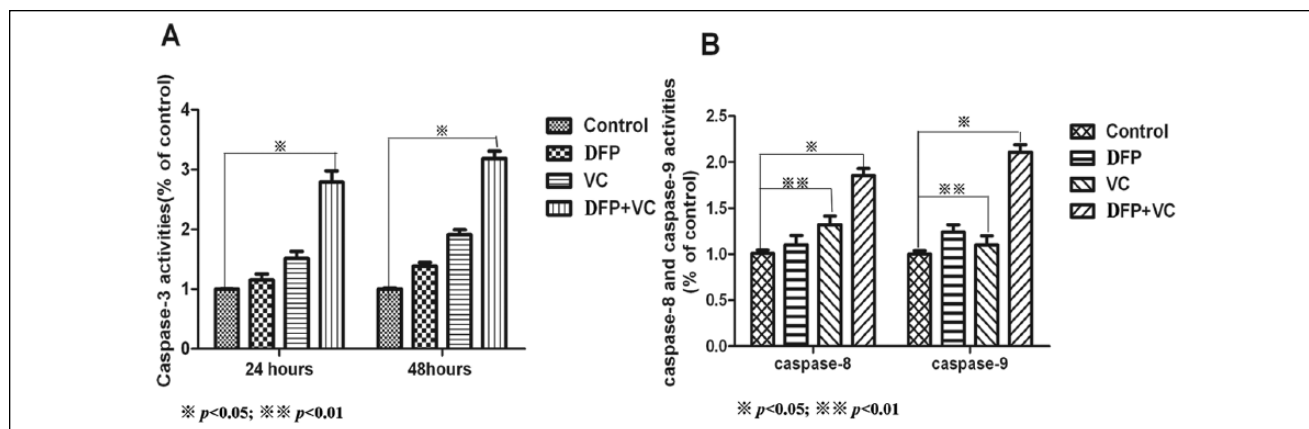 A
Caspase-3 activities(% of control)
4
3
2
1
0
※
※
24 hours
48hours
Control
DFP
VC
DFP+VC
※ p<0.05; ※※ p<0.01
B
caspase-8 and caspase-9 activities
(% of control)
2.5
2.0
1.5
1.0
0.5
0.0
※
※※
※
※※
caspase-8
caspase-9
Control
DFP
VC
DFP+VC
※ p<0.05; ※※ p<0.01